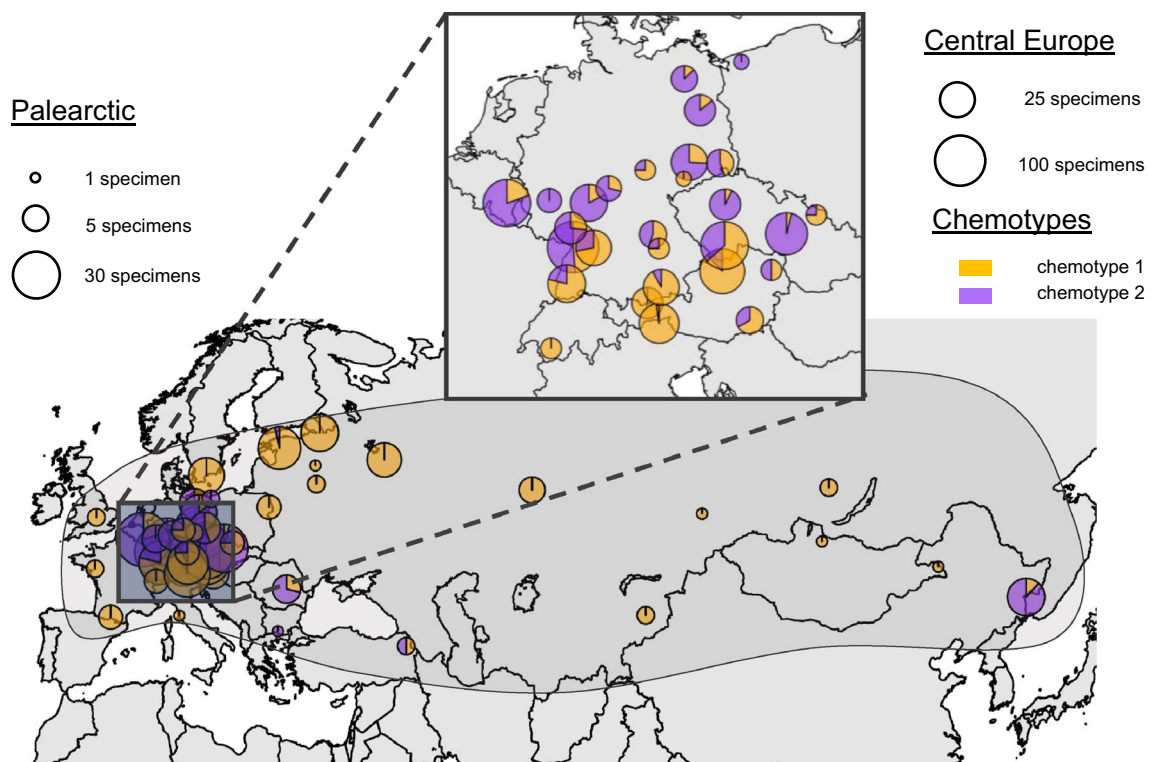 Palearctic
1 specimen
5 specimens
30 specimens
Central Europe
25 specimens
100 specimens
Chemotypes
chemotype 1
chemotype 2